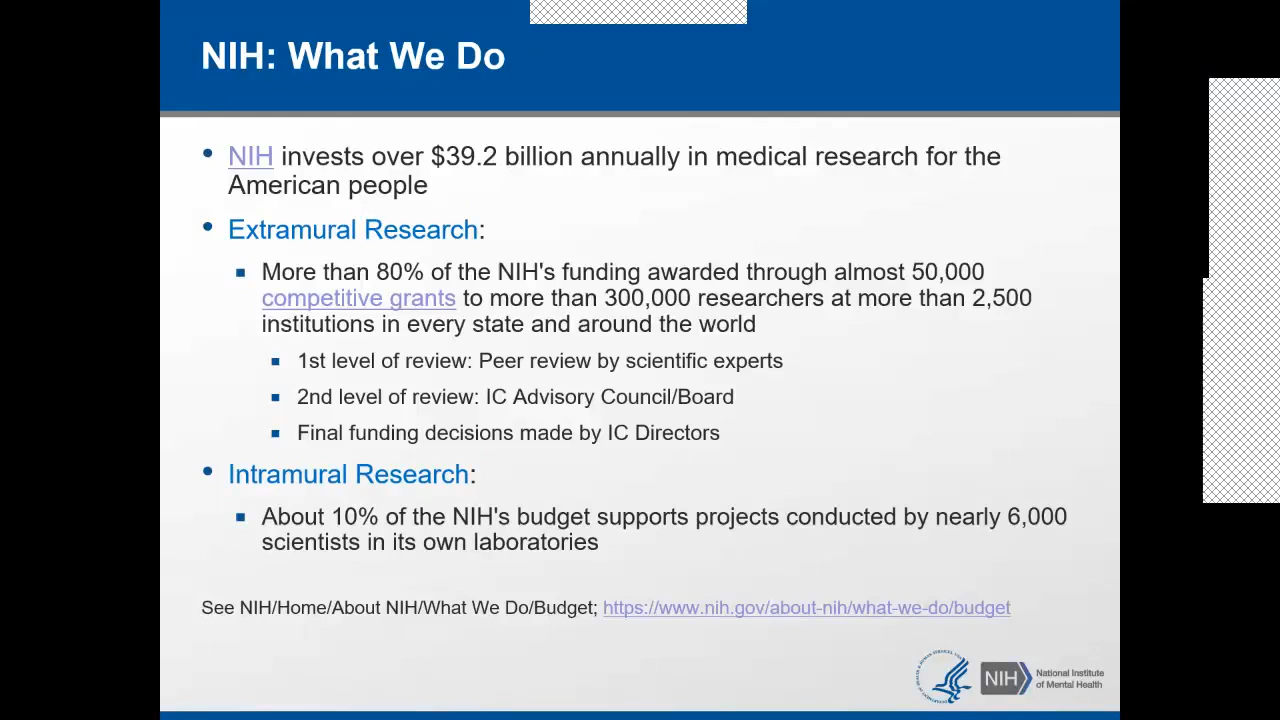 NIH: What We Do
• NIH invests over $39.2 billion annually in medical research for the
American people
• Extramural Research:
▪ More than 80% of the NIH's funding awarded through almost 50,000
competitive grants to more than 300,000 researchers at more than 2,500
institutions in every state and around the world
▪ 1st level of review: Peer review by scientific experts
▪ 2nd level of review: IC Advisory Council/Board
▪ Final funding decisions made by IC Directors
• Intramural Research:
▪ About 10% of the NIH's budget supports projects conducted by nearly 6,000
scientists in its own laboratories
See NIH/Home/About NIH/What We Do/Budget; https://www.nih.gov/about-nih/what-we-do/budget
NIH
National Institute
of Mental Health